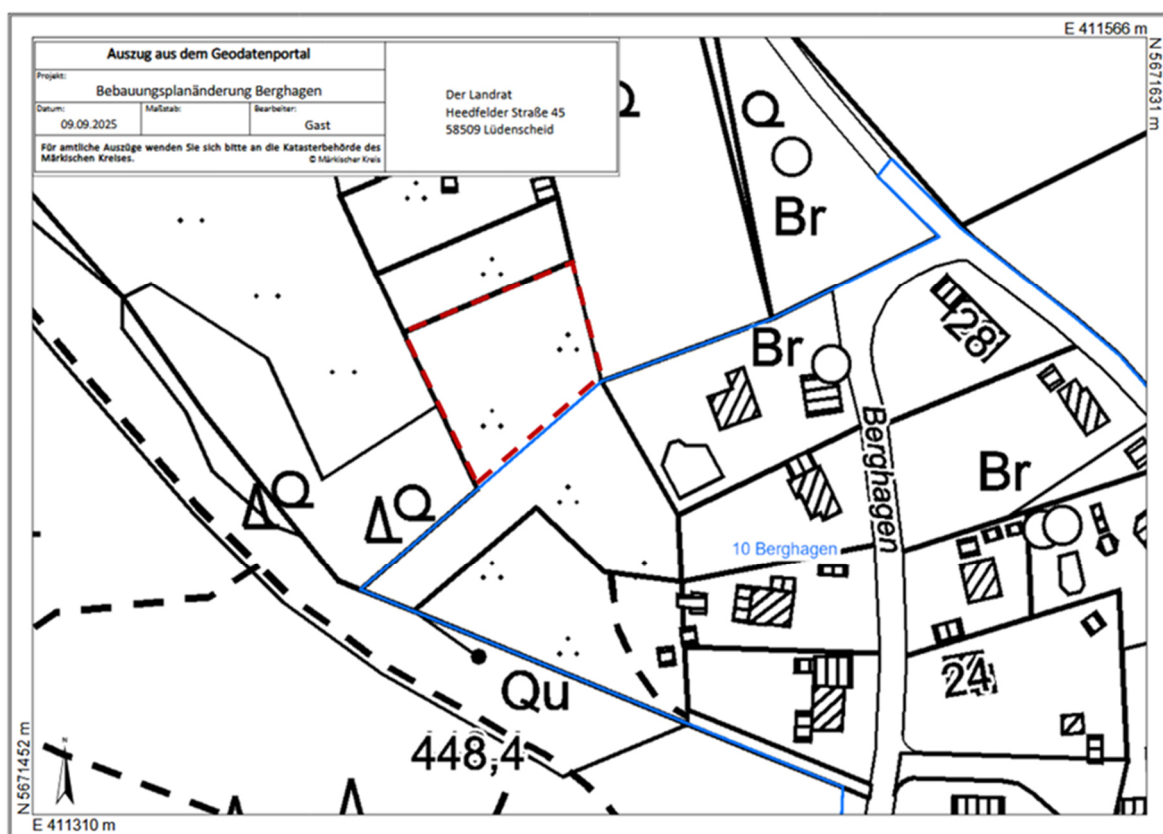 E 411566 m
N 5671631 m
Auszug aus dem Geodatenportal
Projekt:
Bebauungsplanänderung Berghagen
Datum:
Maßstab:
Bearbeiter:
09.09.2025
Gast
Für amtliche Auszüge wenden Sie sich bitte an die Katasterbehörde des
Märkischen Kreises.
© Märkischer Kreis
Der Landrat
Heedfelder Straße 45
58509 Lüdenscheid
Br
28
Br
Berghagen
Br
10 Berghagen
24
Qu
448,4
N
N 5671452 m
E 411310 m